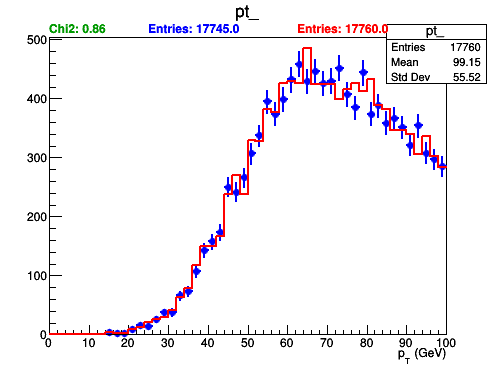 pt_
Chi2: 0.86 Entries: 17745.0 Entries: 17760.0
pt_
Entries 17760
Mean 99.15
Std Dev 55.52
500
400
300
200
100
0
0 10 20 30 40 50 60 70 80 90 100
p_T (GeV)